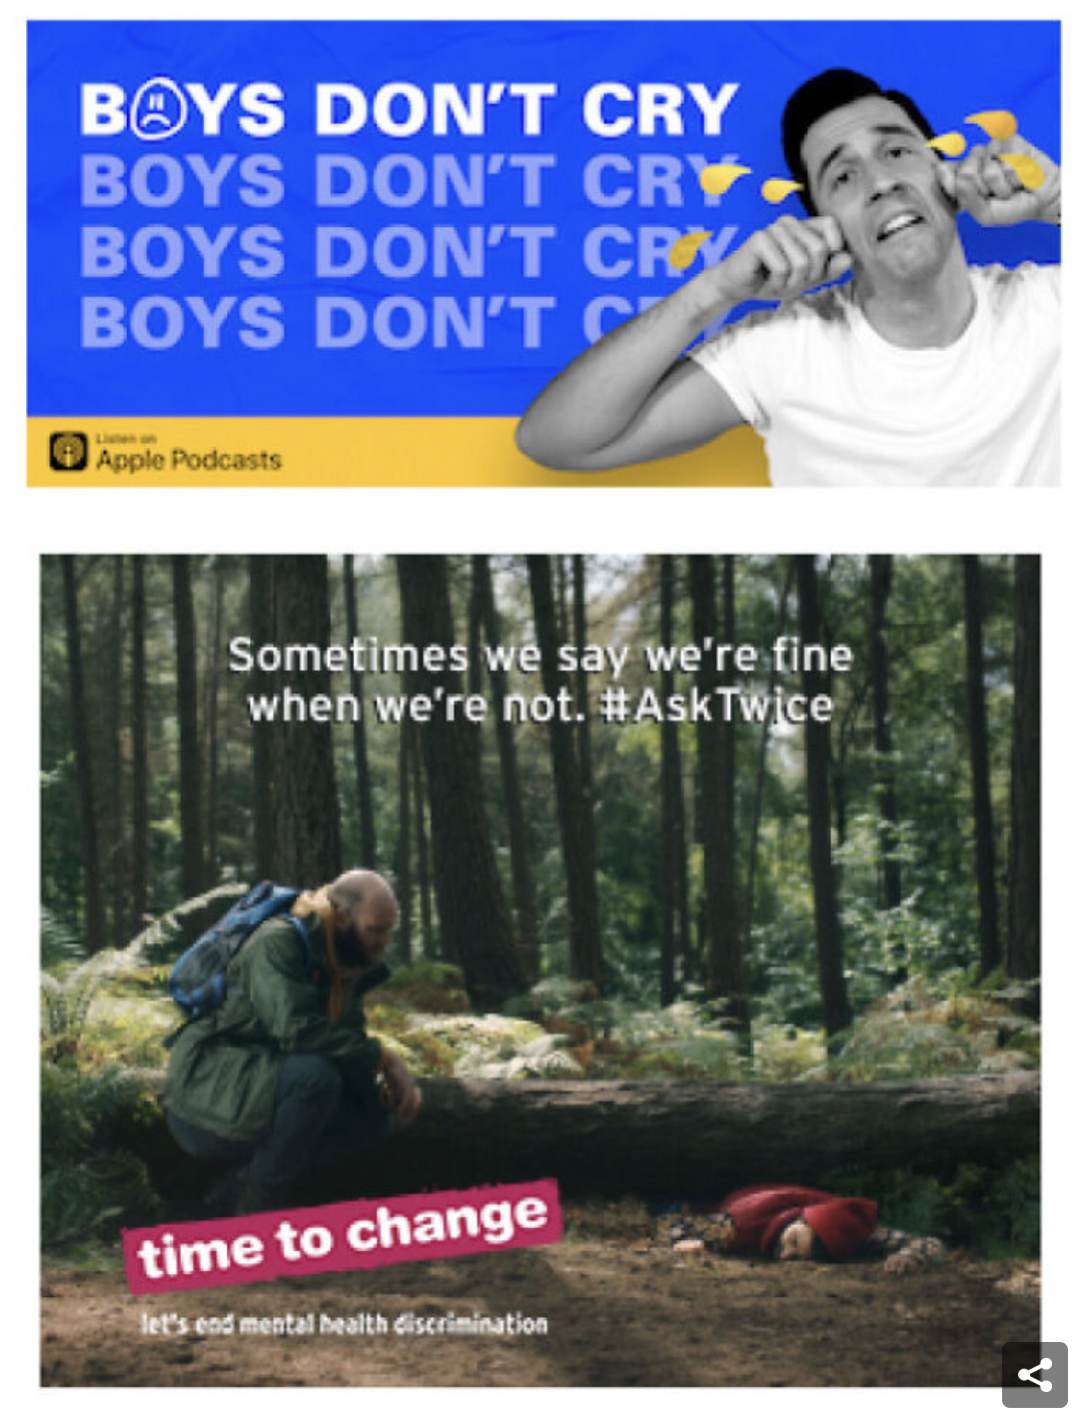 BOYS DON'T CRY
BOYS DON'T CRY
BOYS DON'T CRY
BOYS DON'T C
Listen on
Apple Podcasts
Sometimes we say we're fine
when we're not. #AskTwice
time to change
let's end mental health discrimination